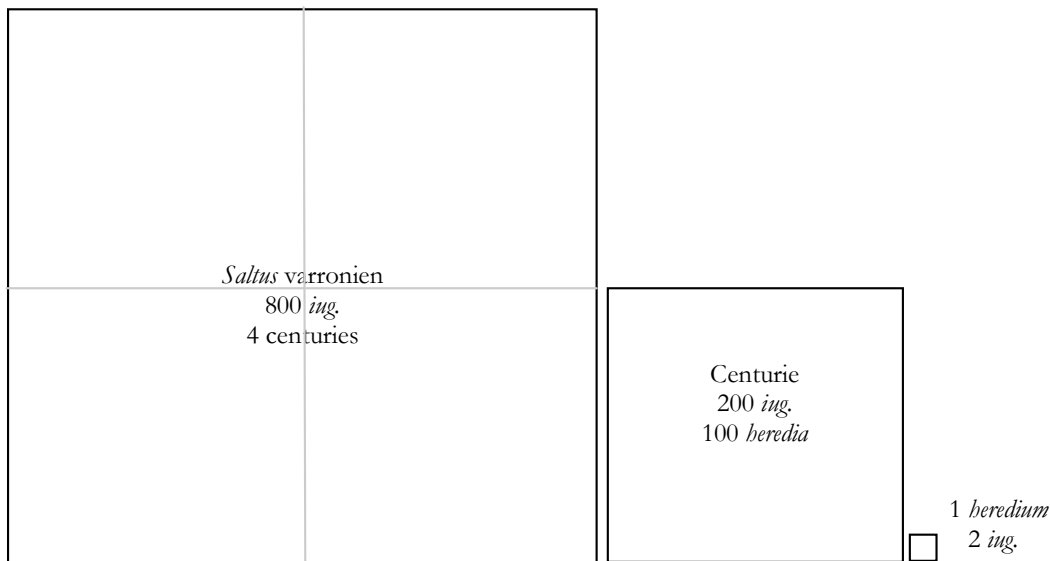 Saltus varronien
800 iug.
4 centuries
Centurie
200 iug.
100 heredia
1 heredium
2 iug.